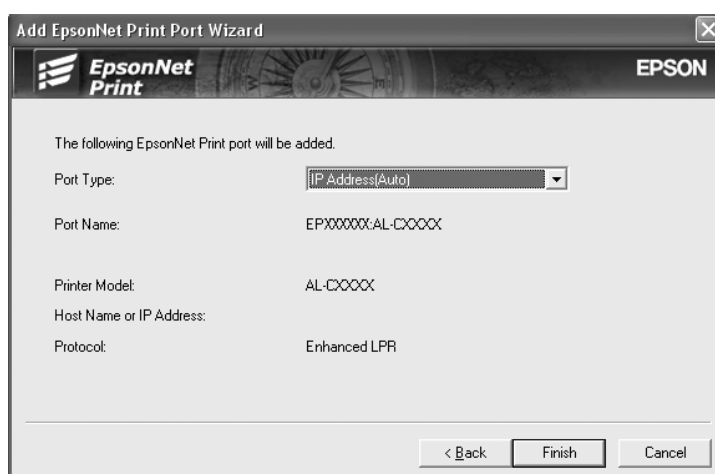 Add EpsonNet Print Port Wizard
EpsonNet
Print
EPSON
The following EpsonNet Print port will be added.
Port Type: IP Address(Auto)
Port Name: EPXXXXXX:AL-CXXXX
Printer Model: AL-CXXXX
Host Name or IP Address:
Protocol: Enhanced LPR
< Back Finish Cancel